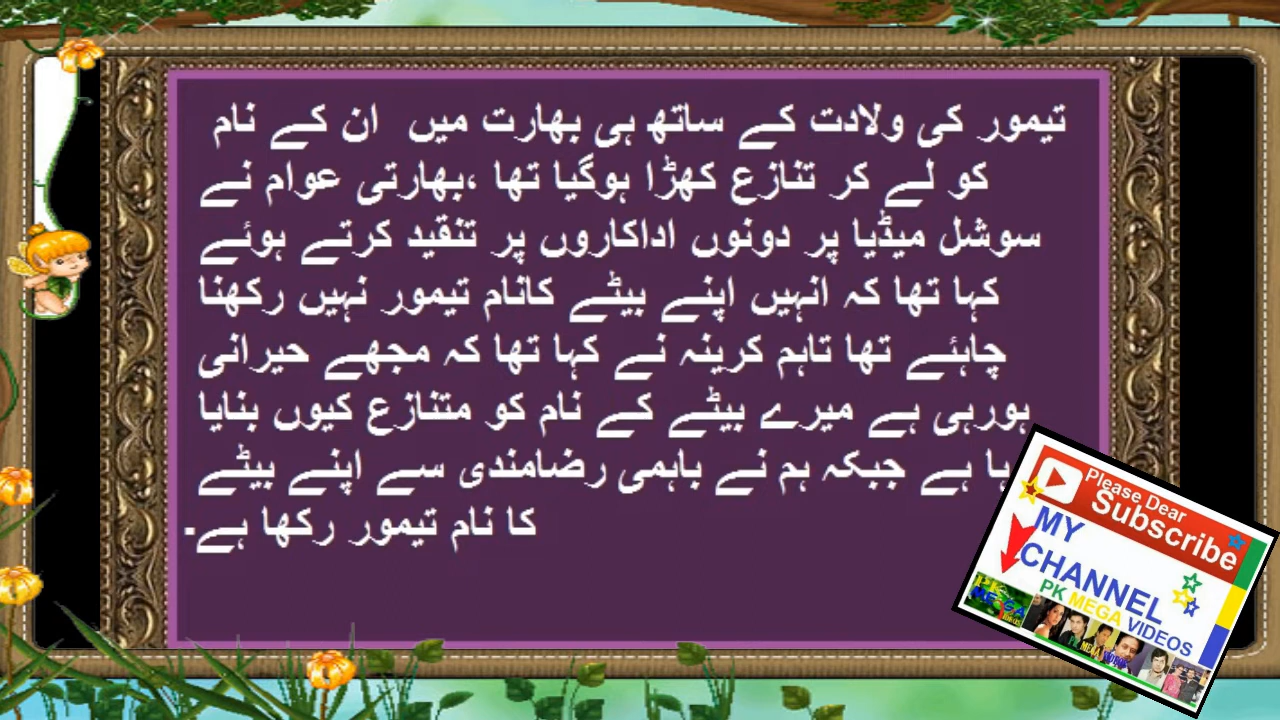 تیمور کی ولادت کے ساتھ ہی بھارت میں ان کے نام
کو لے کر تنازع کھڑا ہوگیا تھا ،بھارتی عوام نے
سوشل میڈیا پر دونوں اداکاروں پر تنقید کرتے ہوئے
کہا تھا کہ انہیں اپنے بیٹے کانام تیمور نہیں رکھنا
چاہئے تھا تاہم کرینہ نے کہا تھا کہ مجھے حیرانی
ہورہی ہے میرے بیٹے کے نام کو متنازع کیوں بنایا
ہا ہے جبکہ ہم نے باہمی رضامندی سے اپنے بیٹے
کا نام تیمور رکھا ہے۔
Please Dear
Subscribe
MY
CHANNEL
PK MEGA VIDEOS
PK
MEGA